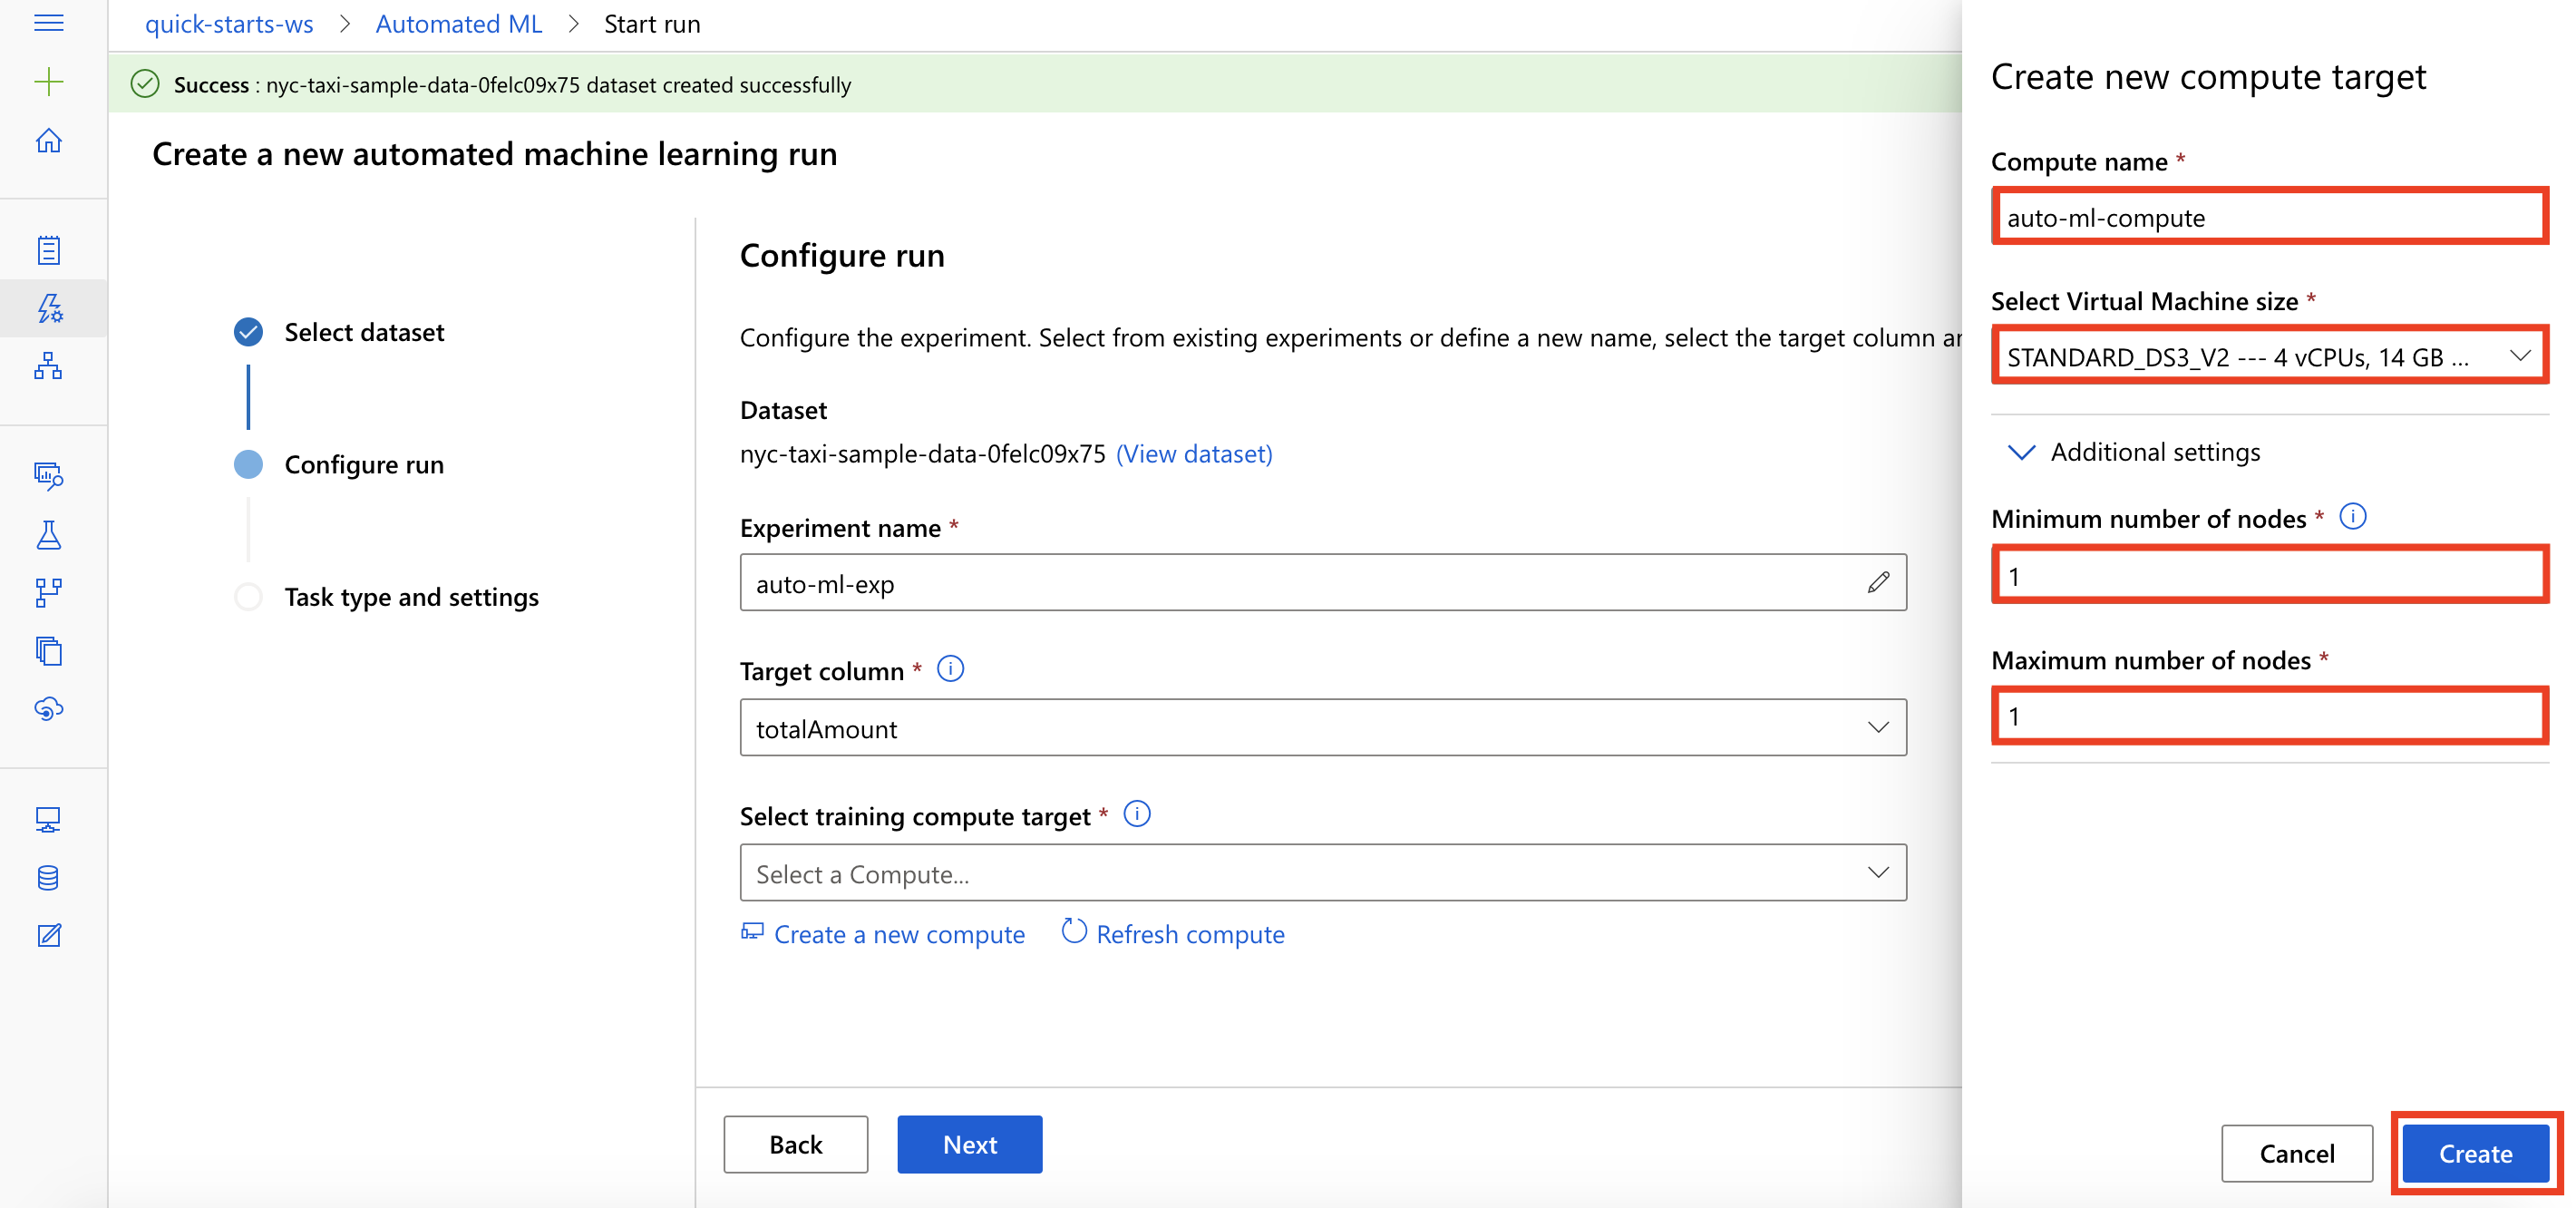 quick-starts-ws > Automated ML > Start run
Success : nyc-taxi-sample-data-0felc09x75 dataset created successfully
Create a new automated machine learning run
Select dataset
Configure run
Task type and settings
Configure run
Configure the experiment. Select from existing experiments or define a new name, select the target column
Dataset
nyc-taxi-sample-data-0felc09x75 (View dataset)
Experiment name *
auto-ml-exp
Target column *
totalAmount
Select training compute target *
Select a Compute...
Create a new compute Refresh compute
Back Next
Create new compute target
Compute name *
auto-ml-compute
Select Virtual Machine size *
STANDARD_DS3_V2 --- 4 vCPUs, 14 GB ...
Additional settings
Minimum number of nodes *
1
Maximum number of nodes *
1
Cancel Create